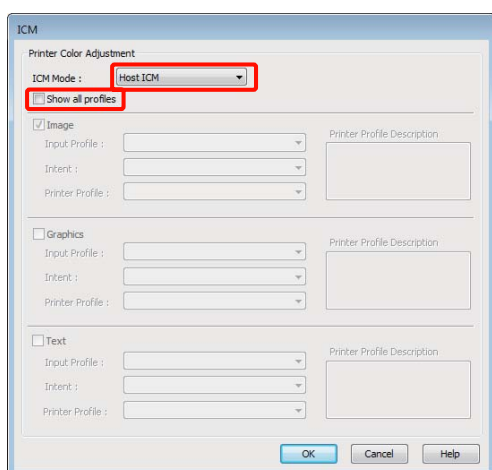 ICM
Printer Color Adjustment
ICM Mode : Host ICM
Show all profiles
Image
Input Profile :
Printer Profile Description
Intent :
Printer Profile :
Graphics
Input Profile :
Printer Profile Description
Intent :
Printer Profile :
Text
Input Profile :
Printer Profile Description
Intent :
Printer Profile :
OK Cancel Help